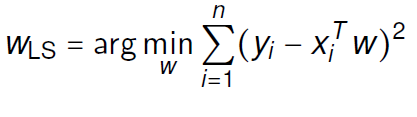 w_LS = arg min_w ∑_{i=1}^{n} (y_i − x_i^T w)^2